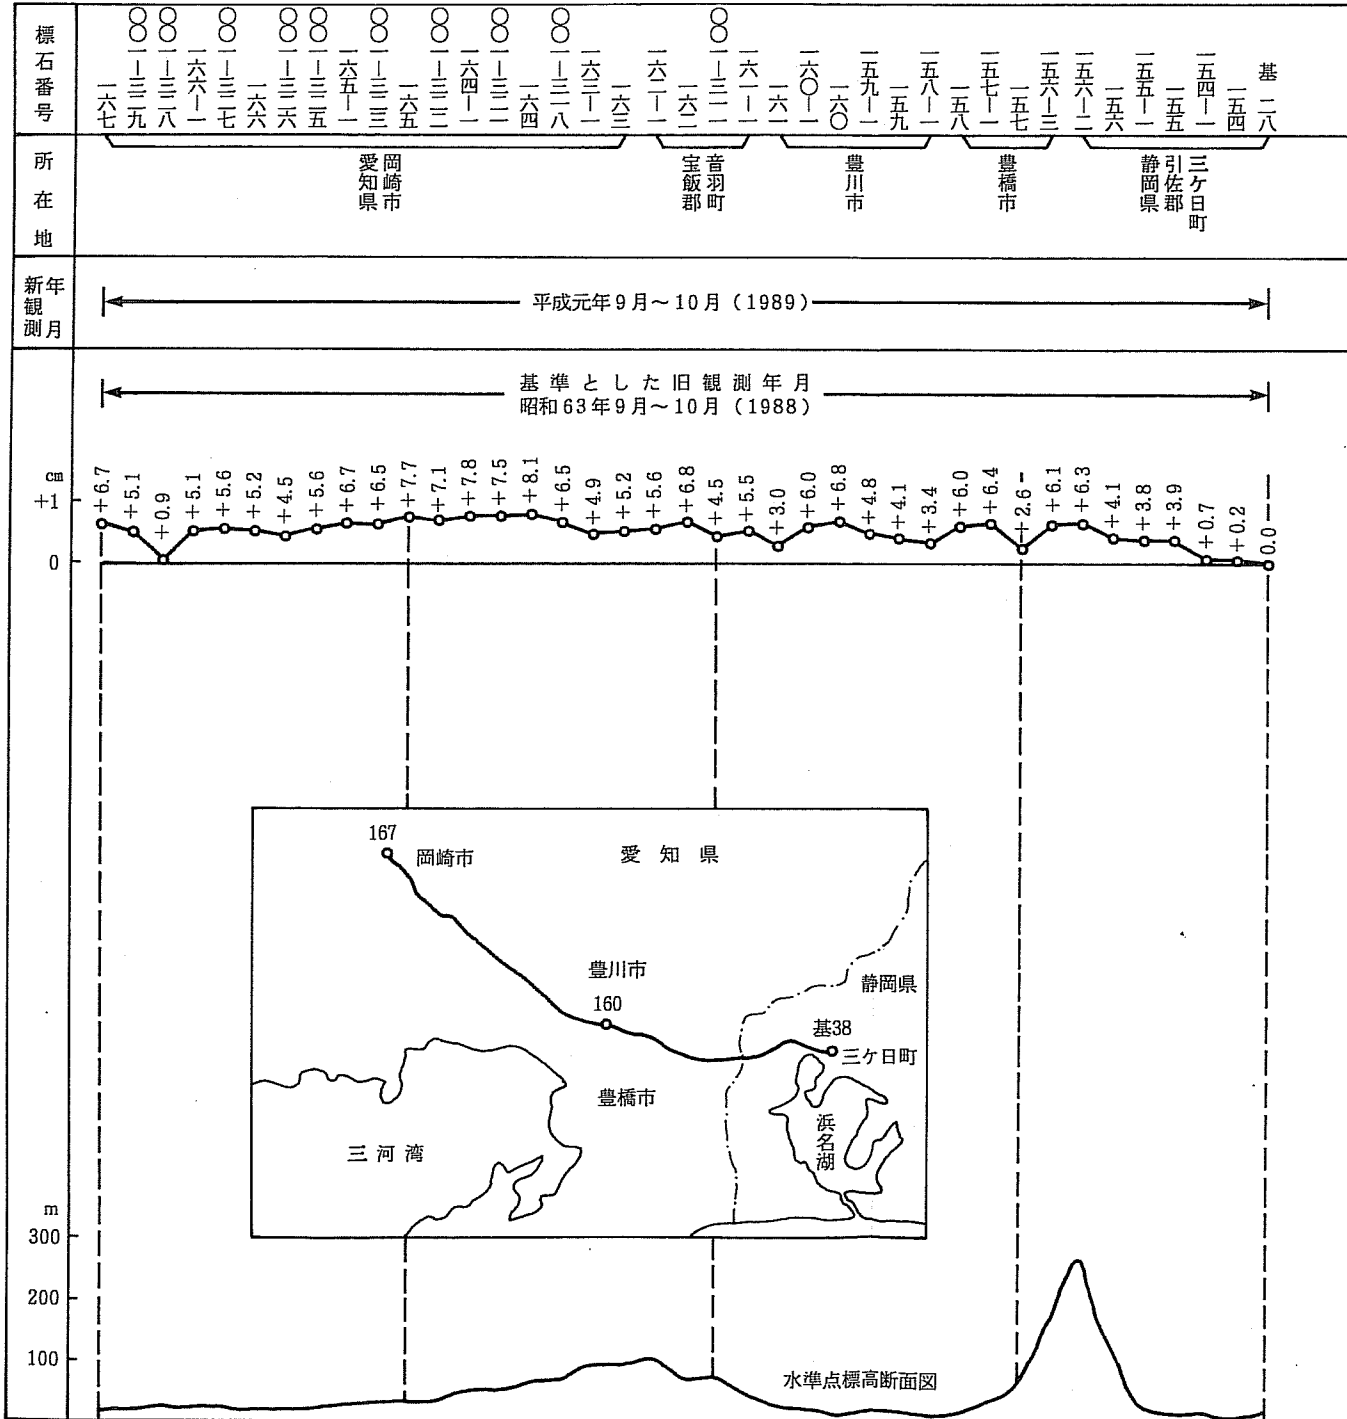 標石番号
一六七
〇〇一―三二九
〇〇一―三二八
一六六―一
〇〇一―三二七
一六六
〇〇一―三二六
〇〇一―三二五
一六五―一
〇〇一―三二三
一六五
〇〇一―三二二
一六四―一
〇〇一―三二一
一六四
〇〇一―三一八
一六三―一
一六三
一六二―一
一六二
〇〇一―三一一
一六一―一
一六一
一六〇―一
一六〇
一五九―一
一五九
一五八―一
一五八
一五七―一
一五七
一五六―三
一五六―二
一五六
一五五―一
一五五
一五四―一
一五四
基 二八
所在地
愛知県
岡崎市
宝飯郡
音羽町
豊川市
豊橋市
静岡県
引佐郡
三ケ日町
新観測
年月
平成元年9月～10月（1989）
基準とした旧観測年月
昭和63年9月～10月（1988）
cm
+1
0
+6.7
+5.1
+0.9
+5.1
+5.6
+5.2
+4.5
+5.6
+6.7
+6.5
+7.7
+7.1
+7.8
+7.5
+8.1
+6.5
+4.9
+5.2
+5.6
+6.8
+4.5
+5.5
+3.0
+6.0
+6.8
+4.8
+4.1
+3.4
+6.0
+6.4
+2.6
+6.1
+6.3
+4.1
+3.8
+3.9
+0.7
+0.2
0.0
167
岡崎市
愛知県
豊川市
160
静岡県
基38
三ケ日町
豊橋市
浜名湖
三河湾
m
300
200
100
水準点標高断面図